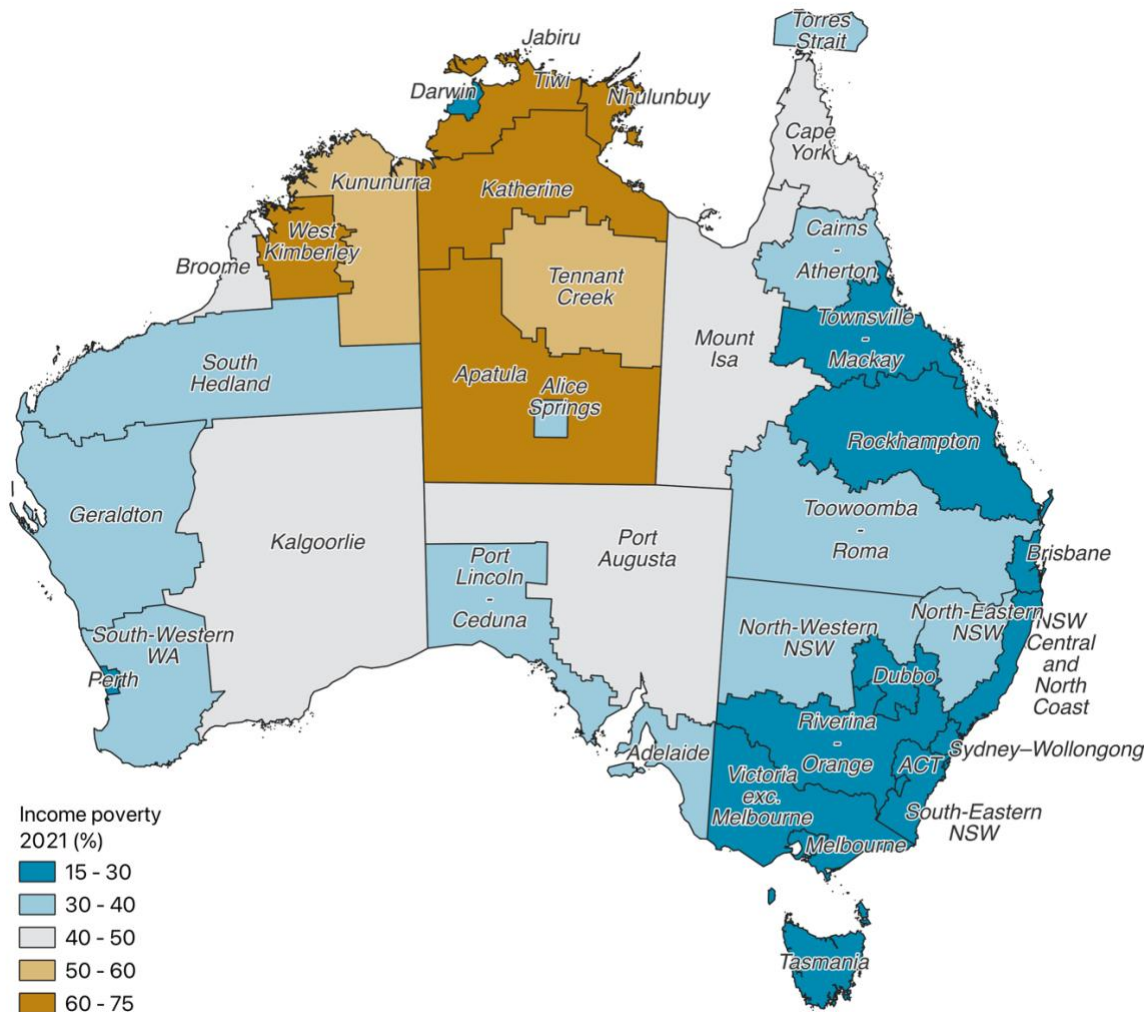 Torres
Strait
Jabiru
Tiwi
Darwin
Nhulunbuy
Cape
York
Kununurra
Katherine
West
Kimberley
Cairns
-
Atherton
Broome
Tennant
Creek
Mount
Isa
Townsville
-
Mackay
South
Hedland
Apatula
Alice
Springs
Rockhampton
Geraldton
Kalgoorlie
Port
Augusta
Toowoomba
-
Roma
Port
Lincoln
-
Ceduna
Brisbane
South-Western
WA
North-Western
NSW
North-Eastern
NSW
NSW
Central
and
North
Coast
Perth
Dubbo
Riverina
-
Orange
Adelaide
Sydney–Wollongong
ACT
Victoria
exc.
Melbourne
South-Eastern
NSW
Melbourne
Tasmania
Income poverty
2021 (%)
15 - 30
30 - 40
40 - 50
50 - 60
60 - 75